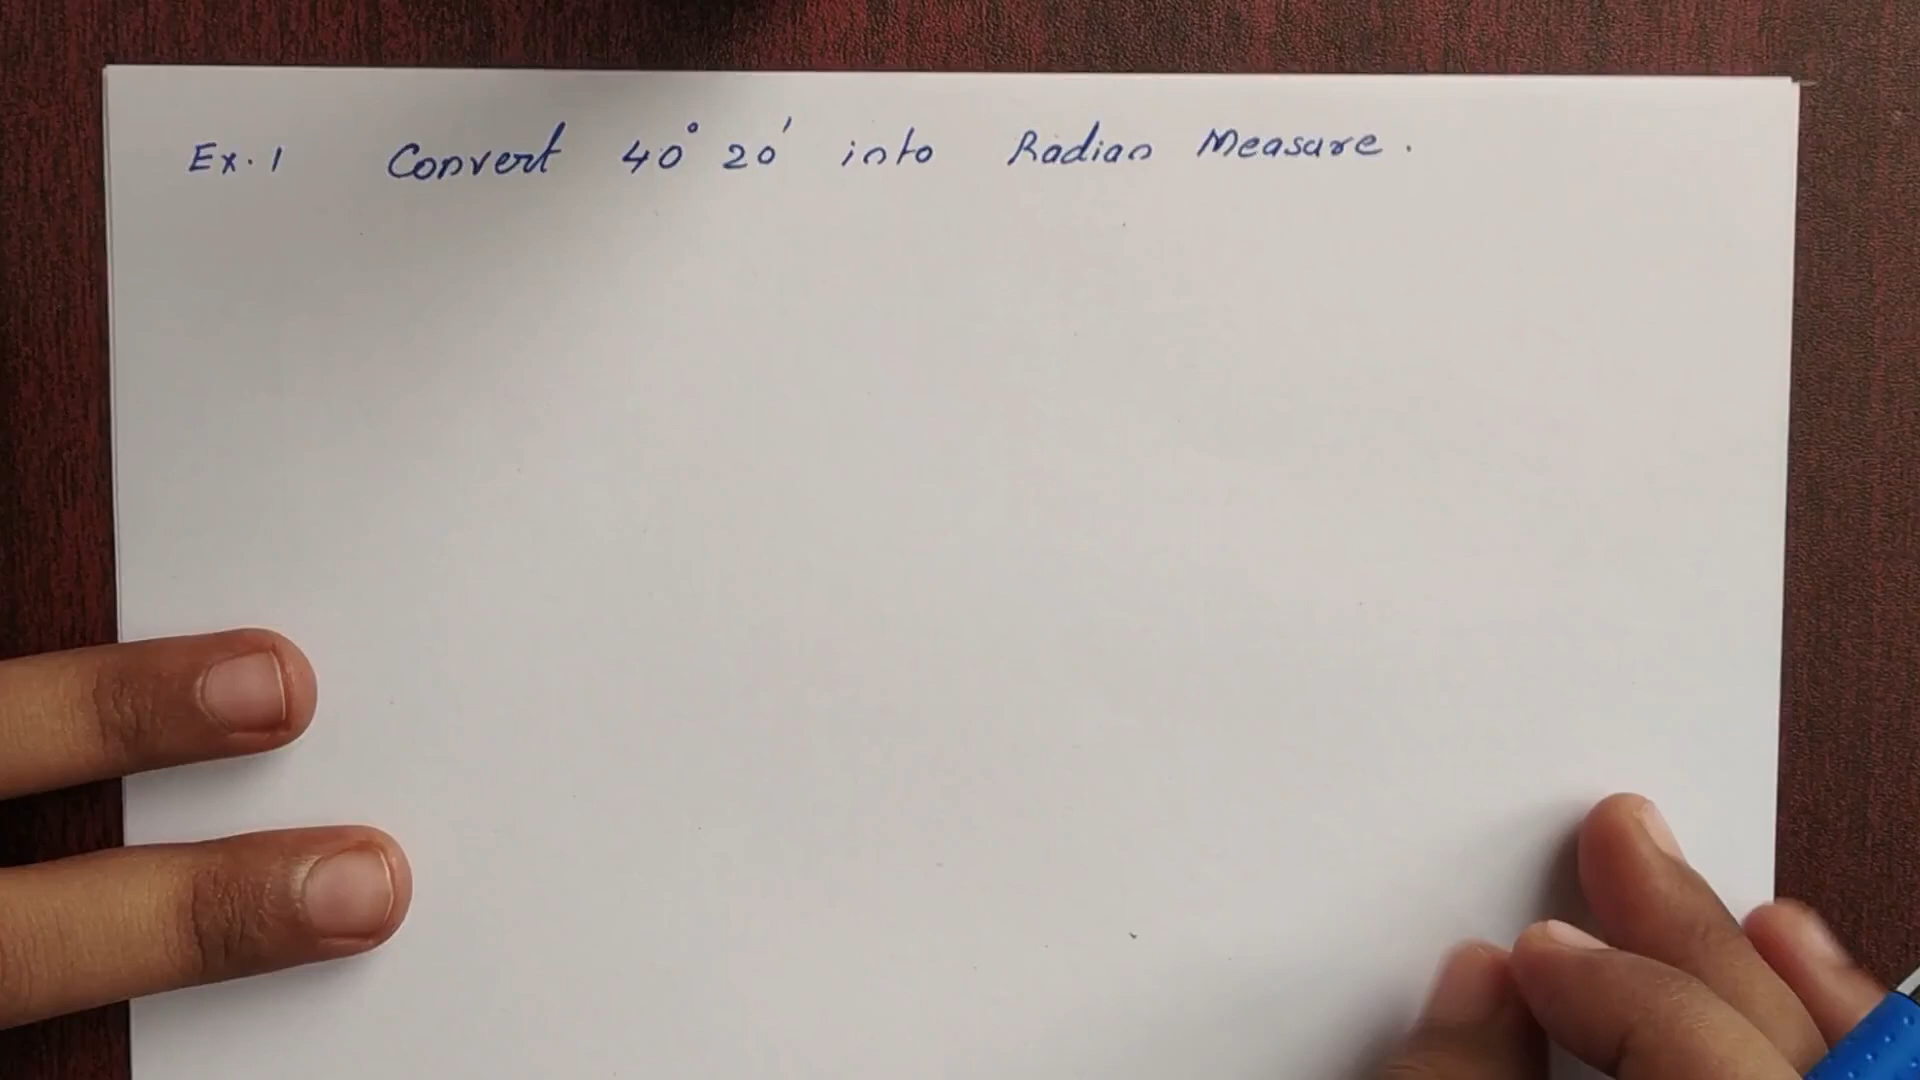 Ex. 1 Convert 40° 20' into Radian Measure.